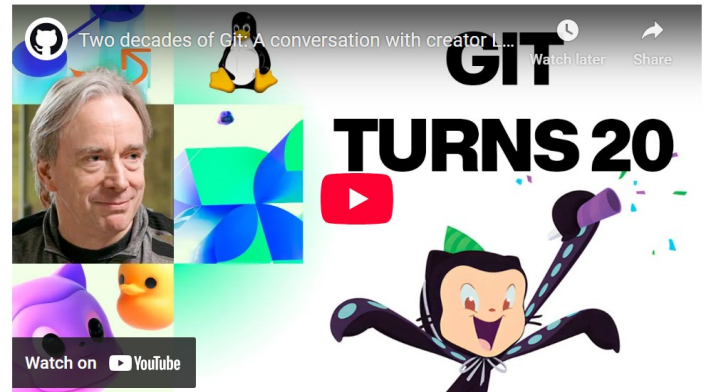 Two decades of Git: A conversation with creator L...
Watch later
Share
GIT
TURNS 20
Watch on YouTube